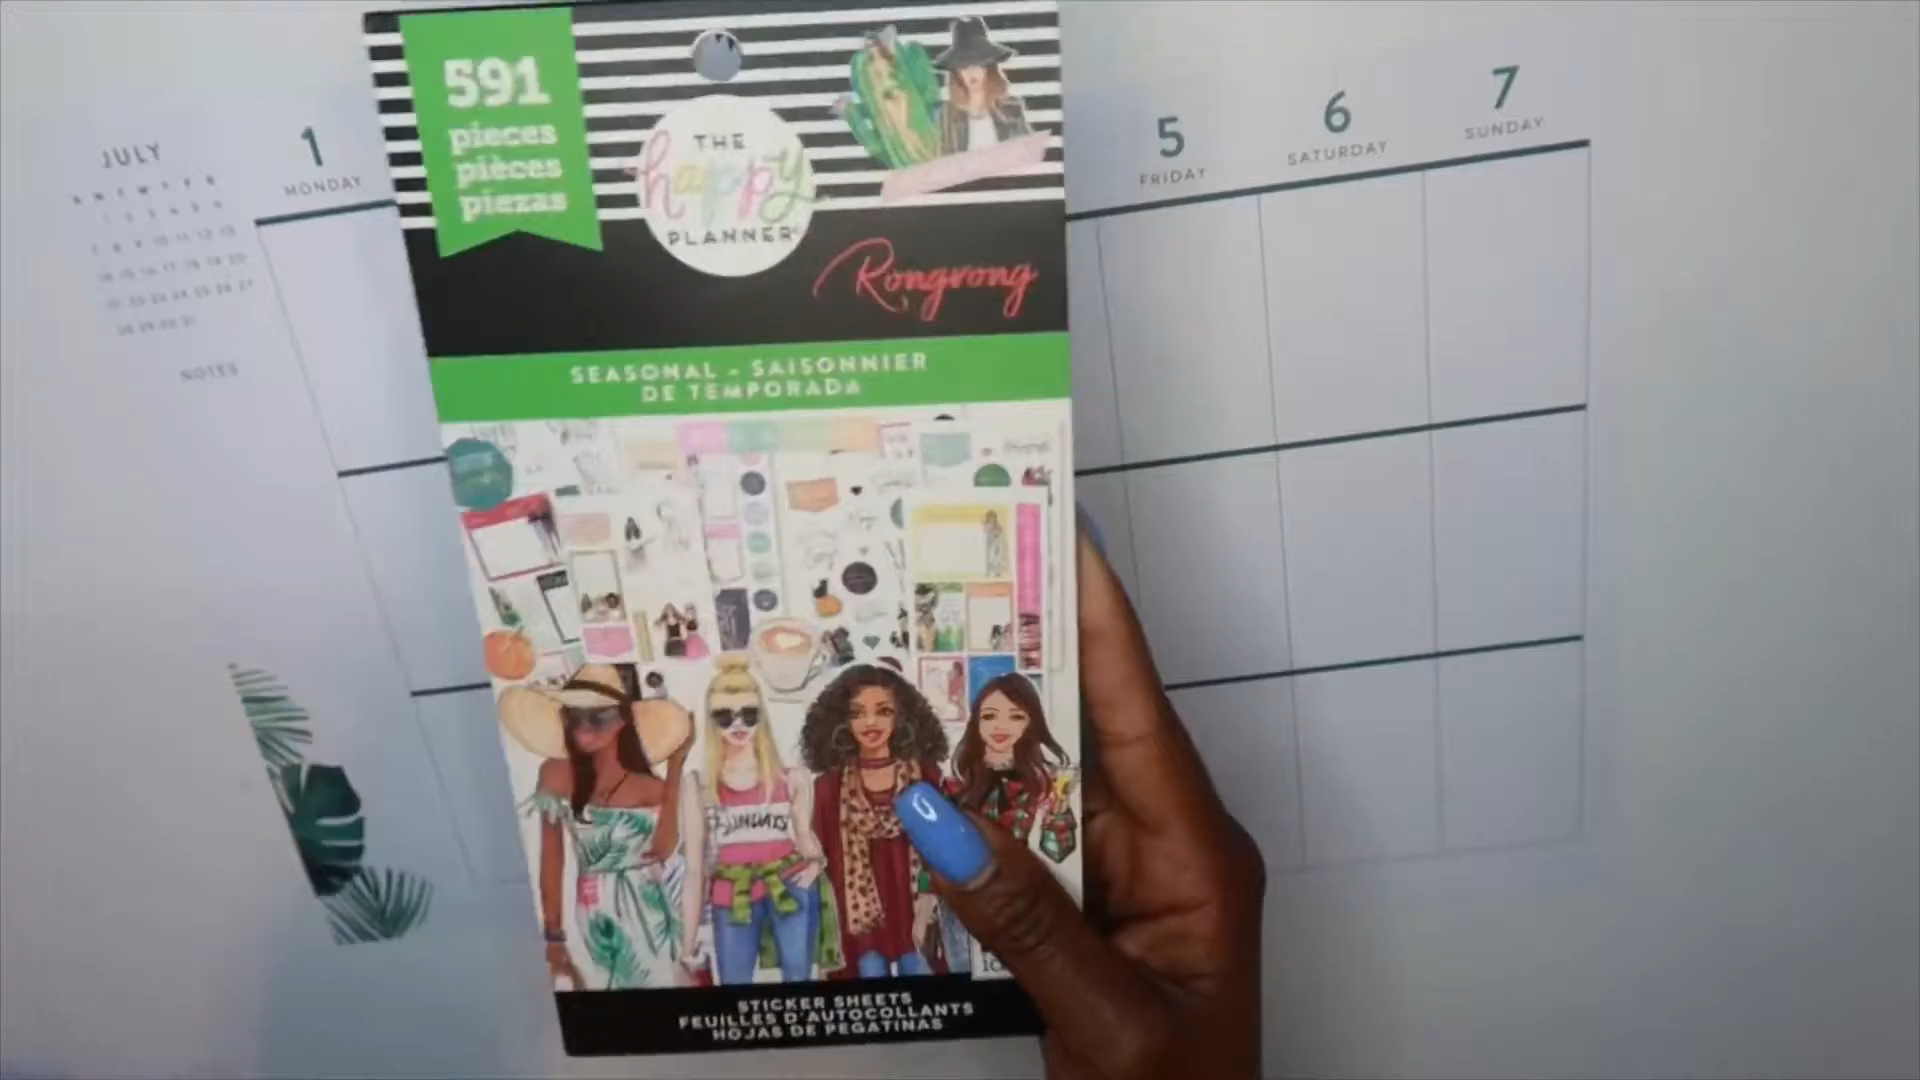 591
pieces
pièces
piezas
THE
happy
PLANNER
Rongrong
SEASONAL - SAISONNIER
DE TEMPORADA
SUNDAYS
STICKER SHEETS
FEUILLES D'AUTOCOLLANTS
HOJAS DE PEGATINAS
JULY
NOTES
1
MONDAY
5
FRIDAY
6
SATURDAY
7
SUNDAY